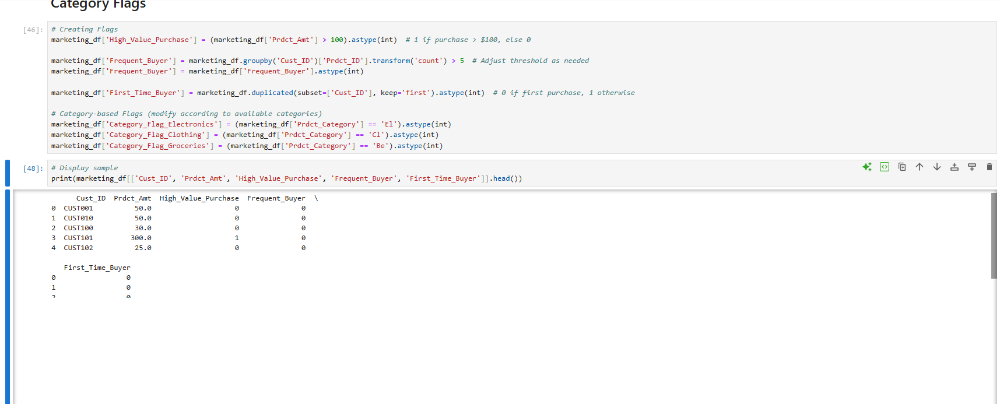 Category Flags
[46]:
# Creating Flags
marketing_df['High_Value_Purchase'] = (marketing_df['Prdct_Amt'] > 100).astype(int)  # 1 if purchase > $100, else 0
marketing_df['Frequent_Buyer'] = marketing_df.groupby('Cust_ID')['Prdct_ID'].transform('count') > 5  # Adjust threshold as needed
marketing_df['Frequent_Buyer'] = marketing_df['Frequent_Buyer'].astype(int)
marketing_df['First_Time_Buyer'] = marketing_df.duplicated(subset=['Cust_ID'], keep='first').astype(int)  # 0 if first purchase, 1 otherwise
# Category-based Flags (modify according to available categories)
marketing_df['Category_Flag_Electronics'] = (marketing_df['Prdct_Category'] == 'El').astype(int)
marketing_df['Category_Flag_Clothing'] = (marketing_df['Prdct_Category'] == 'Cl').astype(int)
marketing_df['Category_Flag_Groceries'] = (marketing_df['Prdct_Category'] == 'Be').astype(int)
[48]:
# Display sample
print(marketing_df[['Cust_ID', 'Prdct_Amt', 'High_Value_Purchase', 'Frequent_Buyer', 'First_Time_Buyer']].head())
Cust_ID  Prdct_Amt  High_Value_Purchase  Frequent_Buyer  \
0  CUST001       50.0                    0               0
1  CUST010       50.0                    0               0
2  CUST100       30.0                    0               0
3  CUST101      300.0                    1               0
4  CUST102       25.0                    0               0
First_Time_Buyer
0                 0
1                 0
2                 0